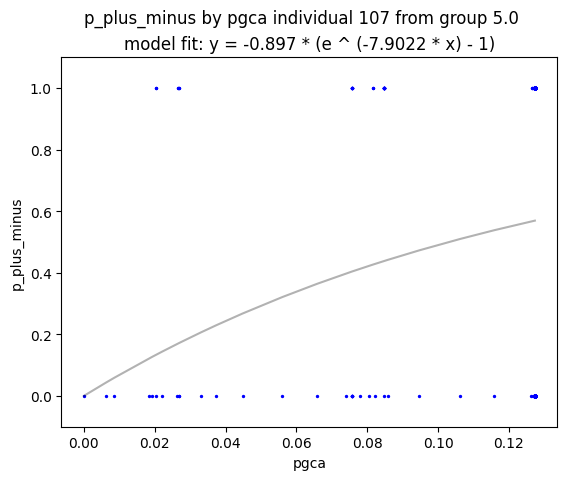 p_plus_minus by pgca individual 107 from group 5.0
model fit: y = -0.897 * (e ^ (-7.9022 * x) - 1)
1.0
0.8
0.6
0.4
0.2
0.0
p_plus_minus
0.00 0.02 0.04 0.06 0.08 0.10 0.12
pgca